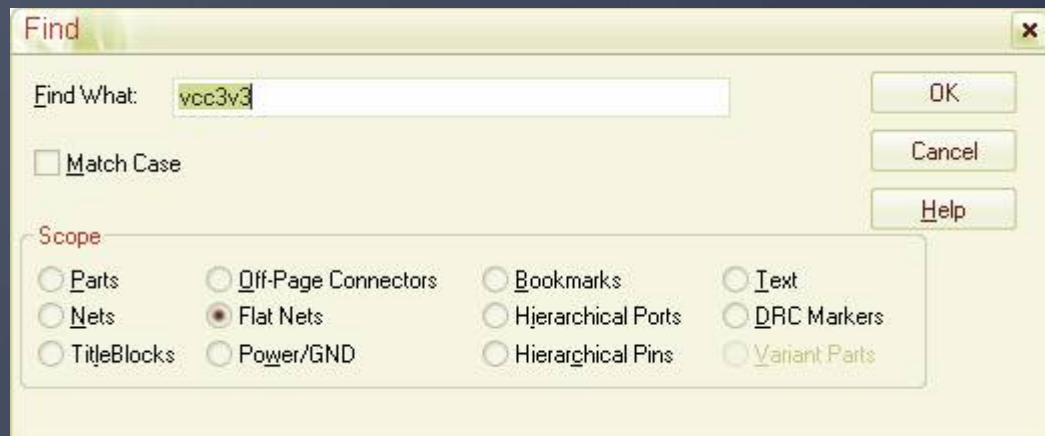 Find
Find What: vcc3v3 OK
Match Case Cancel
Help
Scope
Parts Off-Page Connectors Bookmarks Text
Nets Flat Nets Hierarchical Ports DRC Markers
TitleBlocks Power/GND Hierarchical Pins Variant Parts